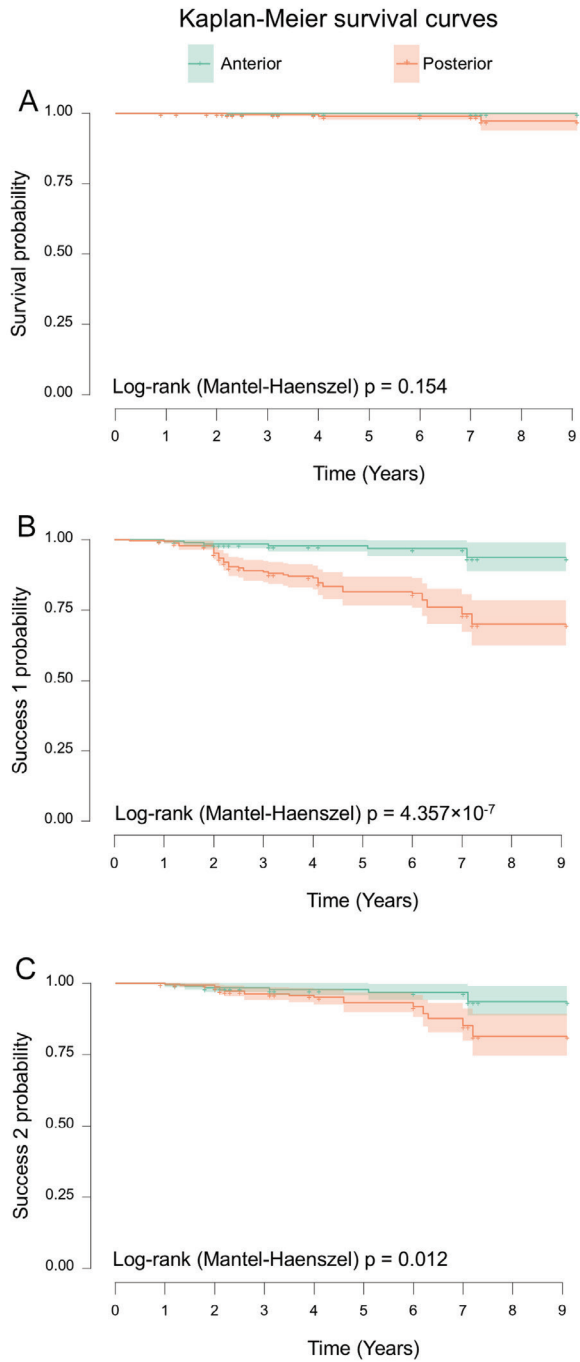 Kaplan-Meier survival curves
Anterior
Posterior
A
Survival probability
1.00
0.75
0.50
0.25
0.00
Log-rank (Mantel-Haenszel) p = 0.154
0 1 2 3 4 5 6 7 8 9
Time (Years)
B
Success 1 probability
1.00
0.75
0.50
0.25
0.00
Log-rank (Mantel-Haenszel) p = 4.357×10⁻⁷
0 1 2 3 4 5 6 7 8 9
Time (Years)
C
Success 2 probability
1.00
0.75
0.50
0.25
0.00
Log-rank (Mantel-Haenszel) p = 0.012
0 1 2 3 4 5 6 7 8 9
Time (Years)